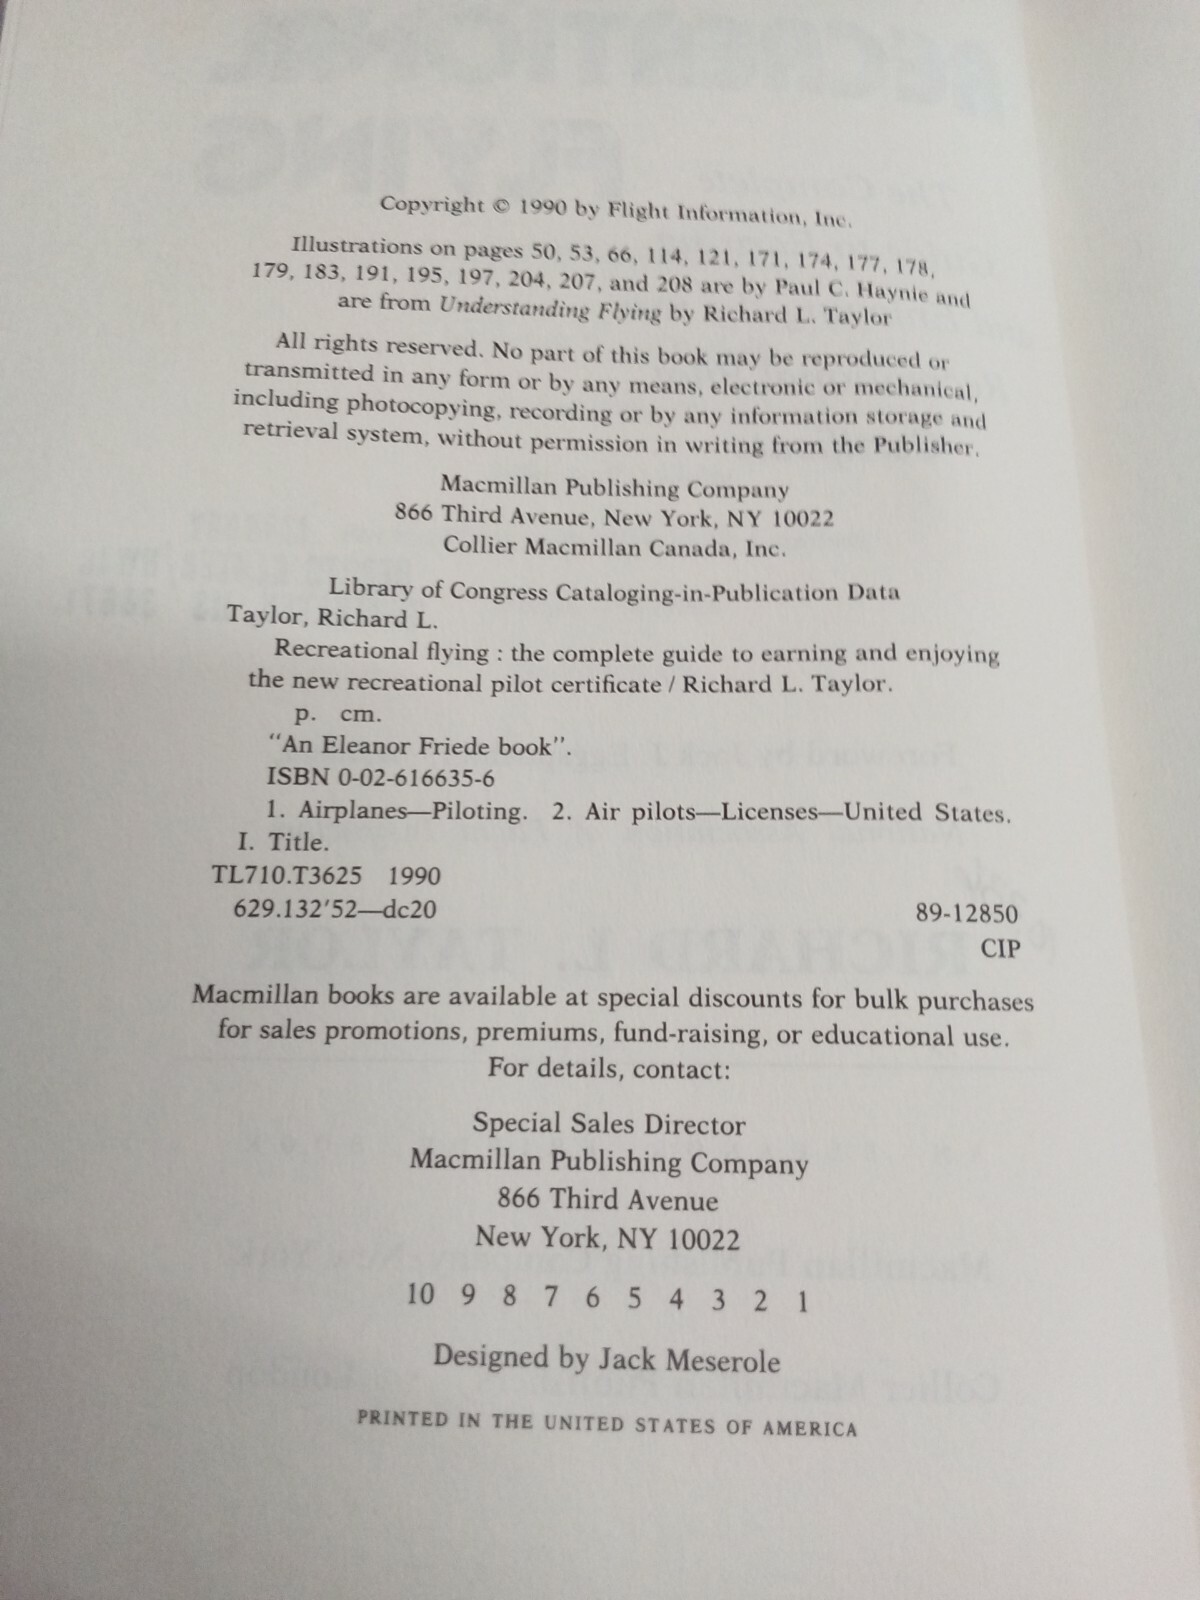 Copyright © 1990 by Flight Information, Inc.
Illustrations on pages 50, 53, 66, 114, 121, 171, 174, 177, 178,
179, 183, 191, 195, 197, 204, 207, and 208 are by Paul C. Haynie and
are from Understanding Flying by Richard L. Taylor
All rights reserved. No part of this book may be reproduced or
transmitted in any form or by any means, electronic or mechanical,
including photocopying, recording or by any information storage and
retrieval system, without permission in writing from the Publisher.
Macmillan Publishing Company
866 Third Avenue, New York, NY 10022
Collier Macmillan Canada, Inc.
Library of Congress Cataloging-in-Publication Data
Taylor, Richard L.
Recreational flying : the complete guide to earning and enjoying
the new recreational pilot certificate / Richard L. Taylor.
p. cm.
"An Eleanor Friede book".
ISBN 0-02-616635-6
1. Airplanes—Piloting. 2. Air pilots—Licenses—United States.
I. Title.
TL710.T3625 1990
629.132'52—dc20 89-12850
CIP
Macmillan books are available at special discounts for bulk purchases
for sales promotions, premiums, fund-raising, or educational use.
For details, contact:
Special Sales Director
Macmillan Publishing Company
866 Third Avenue
New York, NY 10022
10 9 8 7 6 5 4 3 2 1
Designed by Jack Meserole
PRINTED IN THE UNITED STATES OF AMERICA